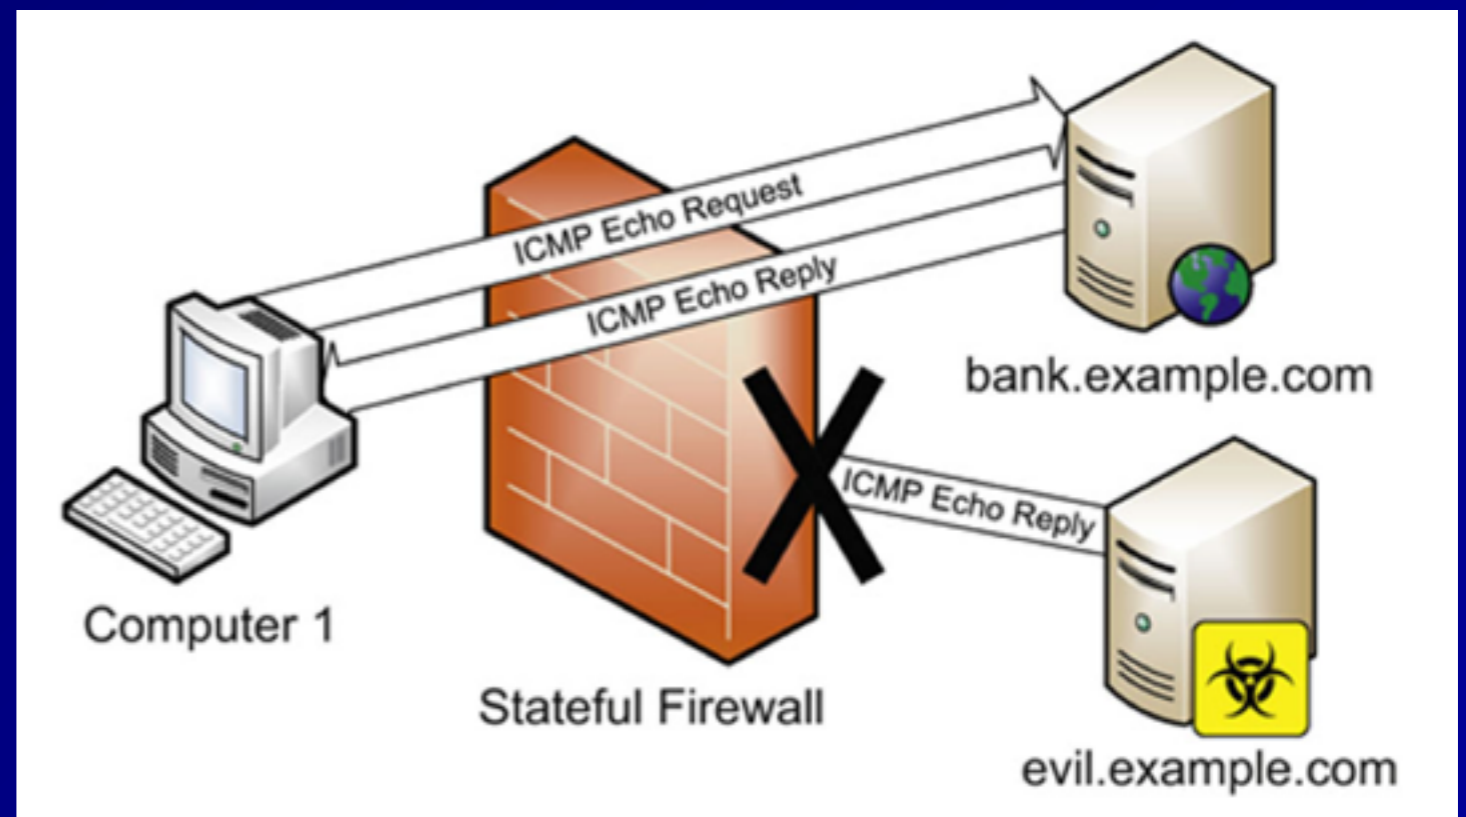 ICMP Echo Request
ICMP Echo Reply
bank.example.com
ICMP Echo Reply
Computer 1
Stateful Firewall
evil.example.com